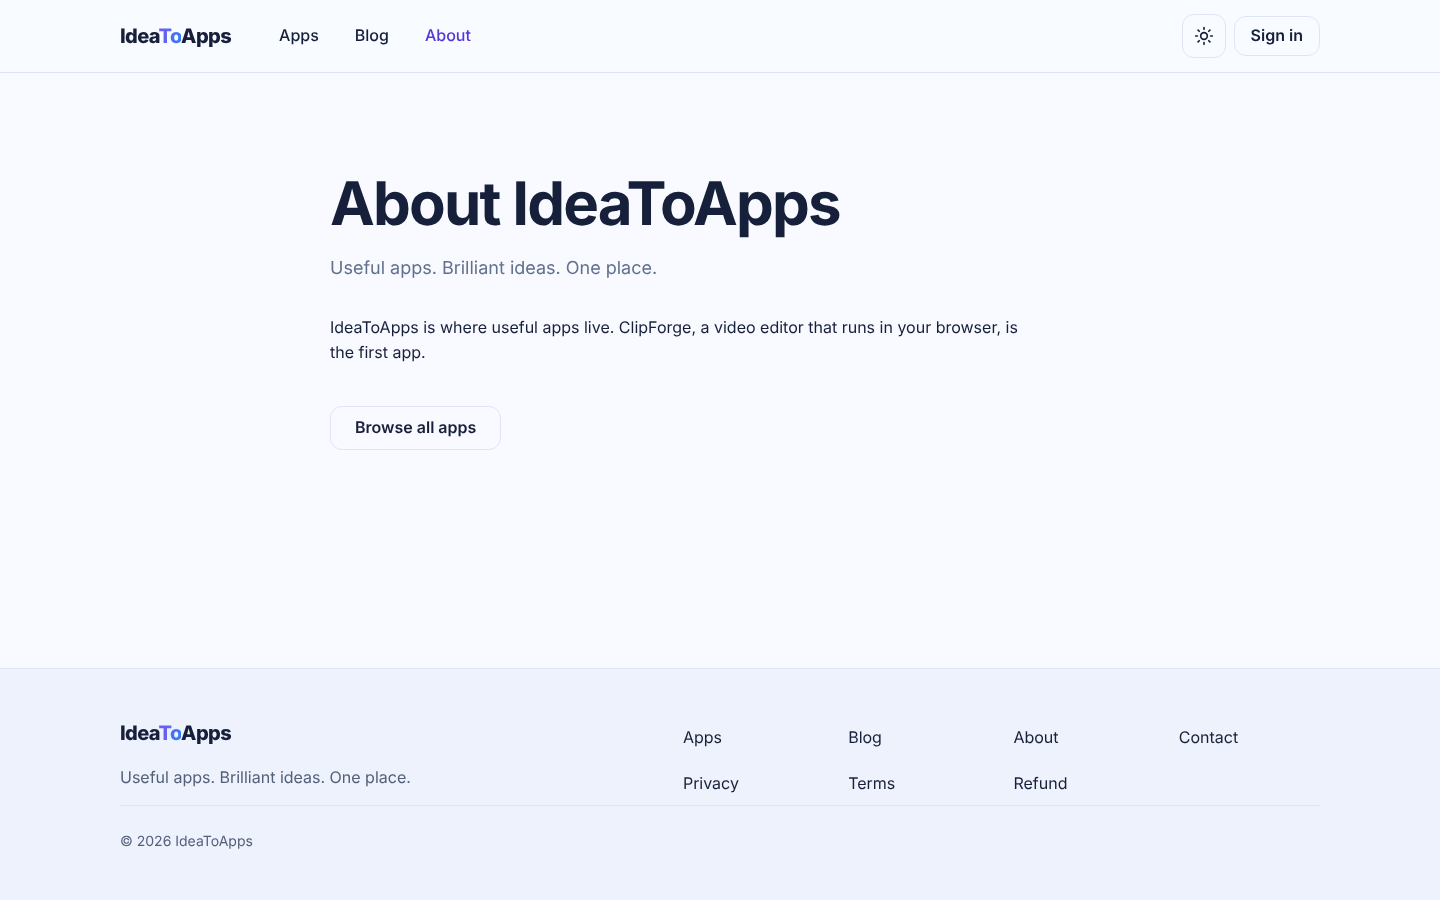 IdeaToApps
Apps
Blog
About
Sign in
About IdeaToApps
Useful apps. Brilliant ideas. One place.
IdeaToApps is where useful apps live. ClipForge, a video editor that runs in your browser, is
the first app.
Browse all apps
IdeaToApps
Useful apps. Brilliant ideas. One place.
Apps
Blog
About
Contact
Privacy
Terms
Refund
© 2026 IdeaToApps